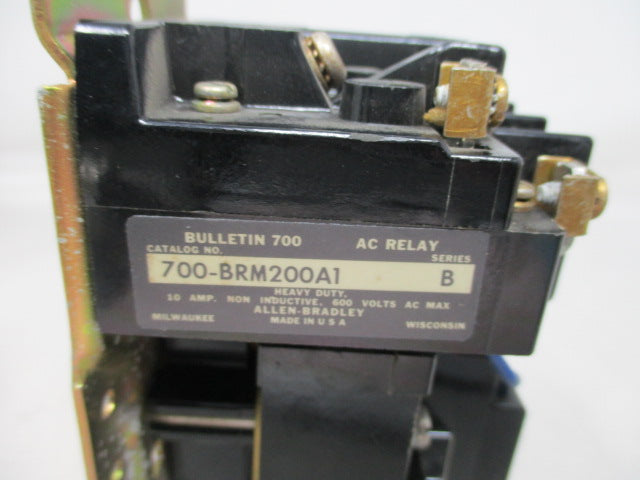 BULLETIN 700 AC RELAY
CATALOG NO. SERIES
700-BRM200A1 B
HEAVY DUTY,
10 AMP. NON INDUCTIVE, 600 VOLTS AC MAX
ALLEN-BRADLEY
MILWAUKEE MADE IN U S A WISCONSIN